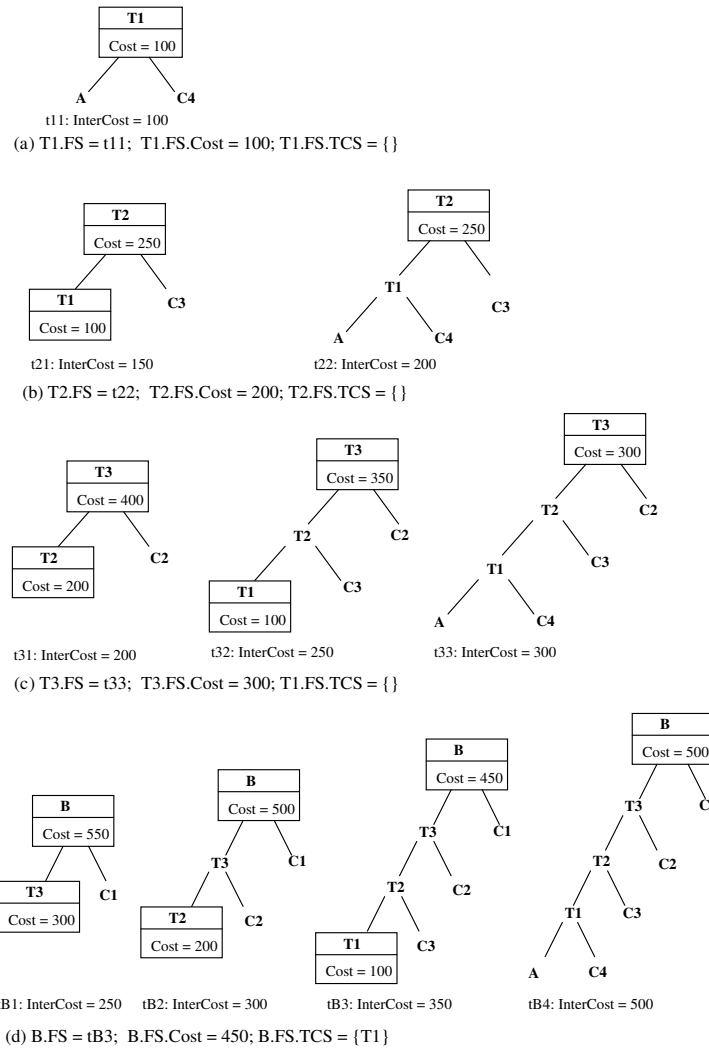 T1
Cost = 100
A
C4
t11: InterCost = 100
(a) T1.FS = t11; T1.FS.Cost = 100; T1.FS.TCS = {}
T2
Cost = 250
T1
Cost = 100
C3
t21: InterCost = 150
T2
Cost = 250
T1
C3
A
C4
t22: InterCost = 200
(b) T2.FS = t22; T2.FS.Cost = 200; T2.FS.TCS = {}
T3
Cost = 400
T2
Cost = 200
C2
t31: InterCost = 200
T3
Cost = 350
T2
C2
T1
Cost = 100
C3
t32: InterCost = 250
T3
Cost = 300
T2
C2
T1
C3
A
C4
t33: InterCost = 300
(c) T3.FS = t33; T3.FS.Cost = 300; T1.FS.TCS = {}
B
Cost = 550
T3
Cost = 300
C1
tB1: InterCost = 250
B
Cost = 500
T3
C1
T2
Cost = 200
C2
tB2: InterCost = 300
B
Cost = 450
T3
C1
T2
C2
T1
Cost = 100
C3
tB3: InterCost = 350
B
Cost = 500
T3
C
T2
C2
T1
C3
A
C4
tB4: InterCost = 500
(d) B.FS = tB3; B.FS.Cost = 450; B.FS.TCS = {T1}